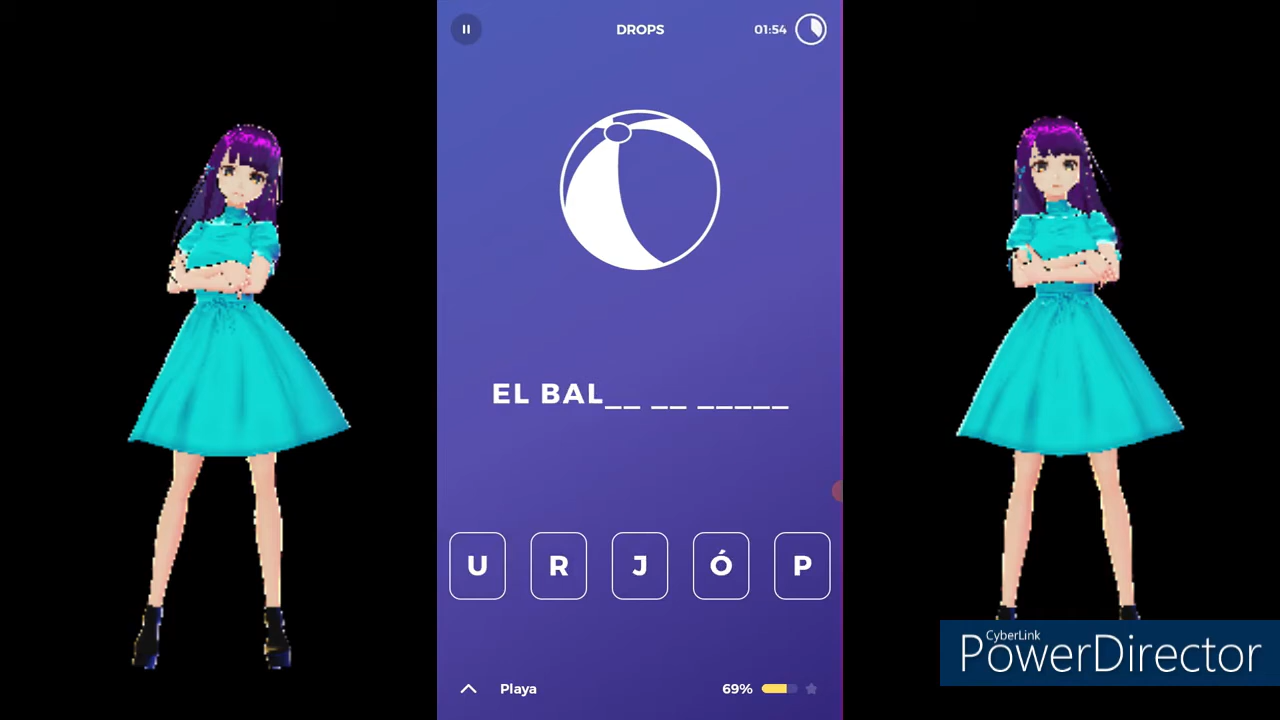 DROPS
01:54
EL BAL__ __ _____
U R J Ó P
Playa
69%
CyberLink
PowerDirector